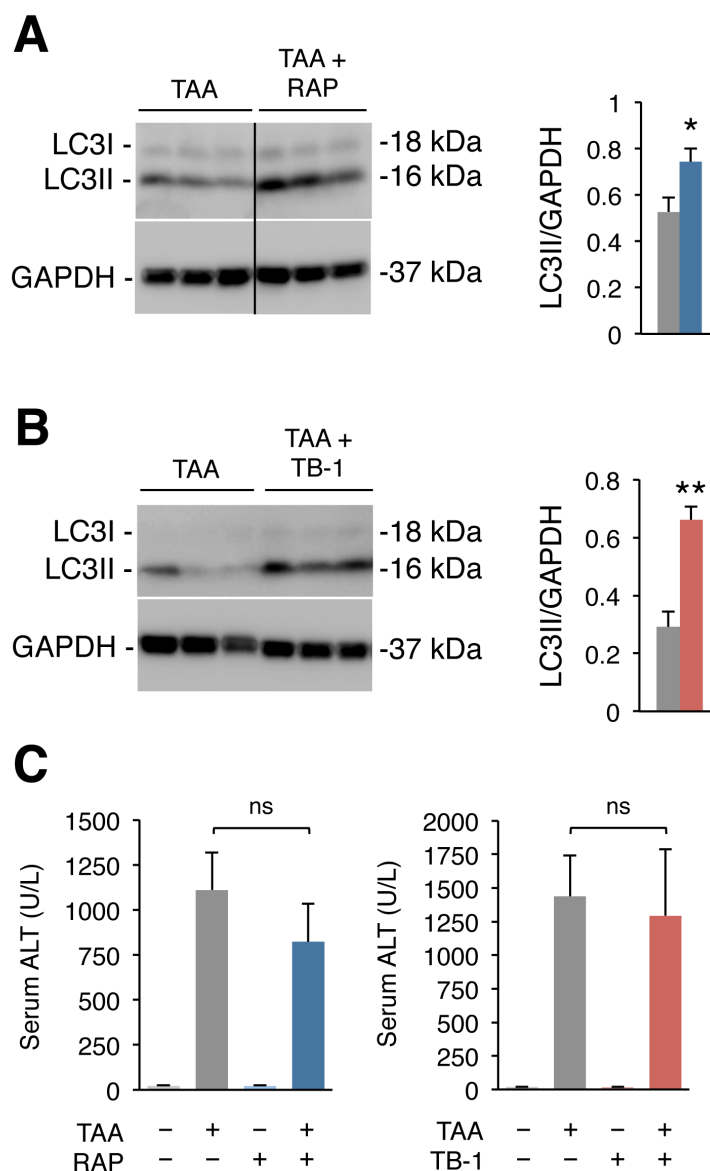 A
TAA
TAA +
RAP
LC3I -
-18 kDa
LC3II -
-16 kDa
GAPDH -
-37 kDa
LC3II/GAPDH
1
0.8
0.6
0.4
0.2
0
*
B
TAA
TAA +
TB-1
LC3I -
-18 kDa
LC3II -
-16 kDa
GAPDH -
-37 kDa
LC3II/GAPDH
0.8
0.6
0.4
0.2
0
**
C
Serum ALT (U/L)
1500
1250
1000
750
500
250
0
ns
TAA – + – +
RAP – – + +
Serum ALT (U/L)
2000
1750
1500
1250
1000
750
500
250
0
ns
TAA – + – +
TB-1 – – + +